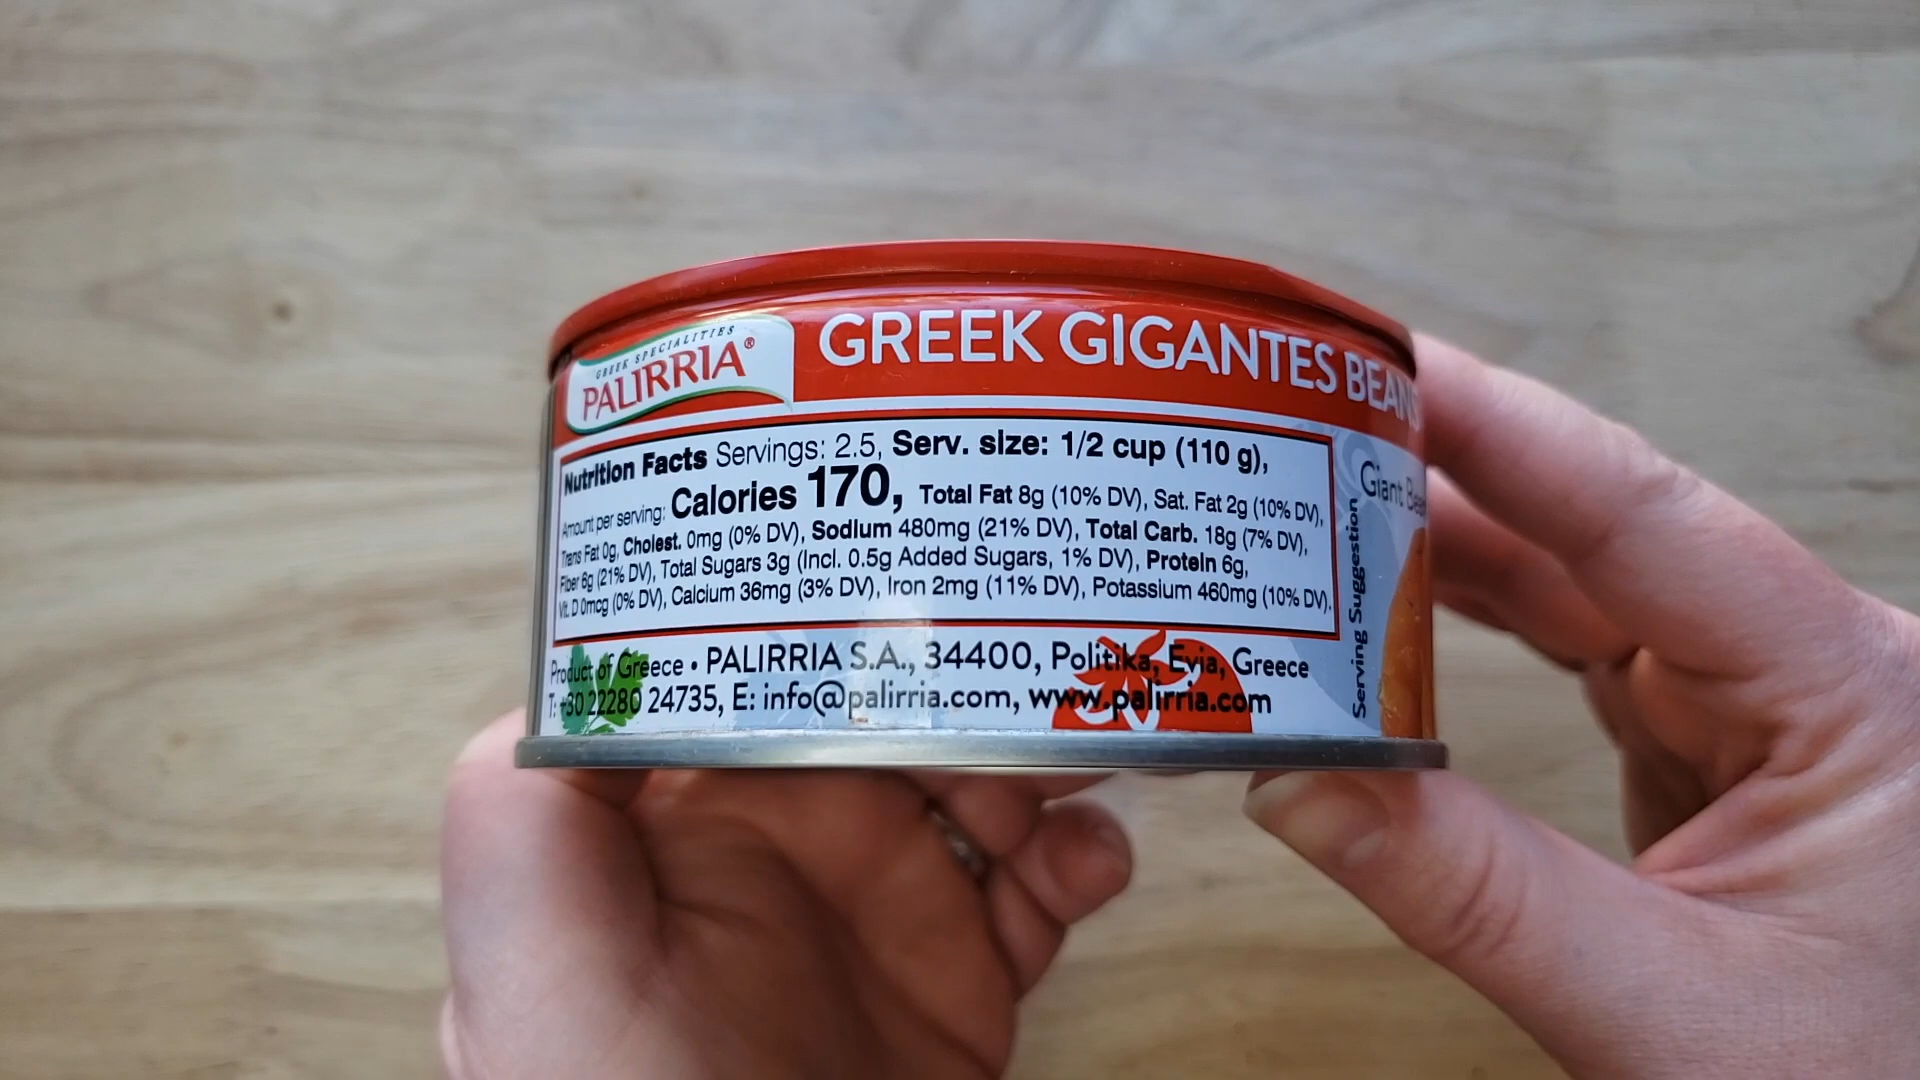 GREEK SPECIALITIES
PALIRRIA®
GREEK GIGANTES BEANS
Nutrition Facts Servings: 2.5, Serv. size: 1/2 cup (110 g),
Amount per serving: Calories 170, Total Fat 8g (10% DV), Sat. Fat 2g (10% DV),
Trans Fat 0g, Cholest. 0mg (0% DV), Sodium 480mg (21% DV), Total Carb. 18g (7% DV),
Fiber 6g (21% DV), Total Sugars 3g (Incl. 0.5g Added Sugars, 1% DV), Protein 6g,
Vit. D 0mcg (0% DV), Calcium 36mg (3% DV), Iron 2mg (11% DV), Potassium 460mg (10% DV).
Product of Greece • PALIRRIA S.A., 34400, Politika, Evia, Greece
T: +30 22280 24735, E: info@palirria.com, www.palirria.com
Serving Suggestion
Giant